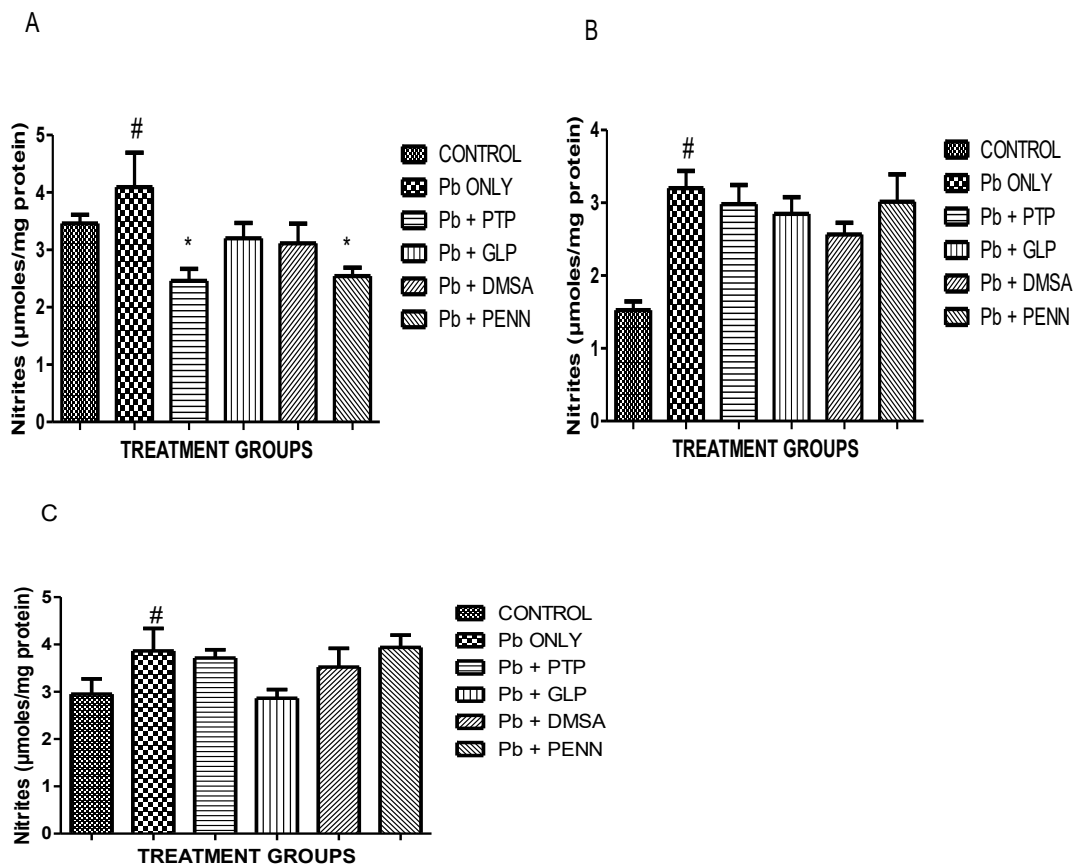 A
Nitrites (µmoles/mg protein)
5
4
3
2
1
0
#
*
*
TREATMENT GROUPS
CONTROL
Pb ONLY
Pb + PTP
Pb + GLP
Pb + DMSA
Pb + PENN
B
Nitrites (µmoles/mg protein)
4
3
2
1
0
#
TREATMENT GROUPS
CONTROL
Pb ONLY
Pb + PTP
Pb + GLP
Pb + DMSA
Pb + PENN
C
Nitrites (µmoles/mg protein)
5
4
3
2
1
0
#
TREATMENT GROUPS
CONTROL
Pb ONLY
Pb + PTP
Pb + GLP
Pb + DMSA
Pb + PENN